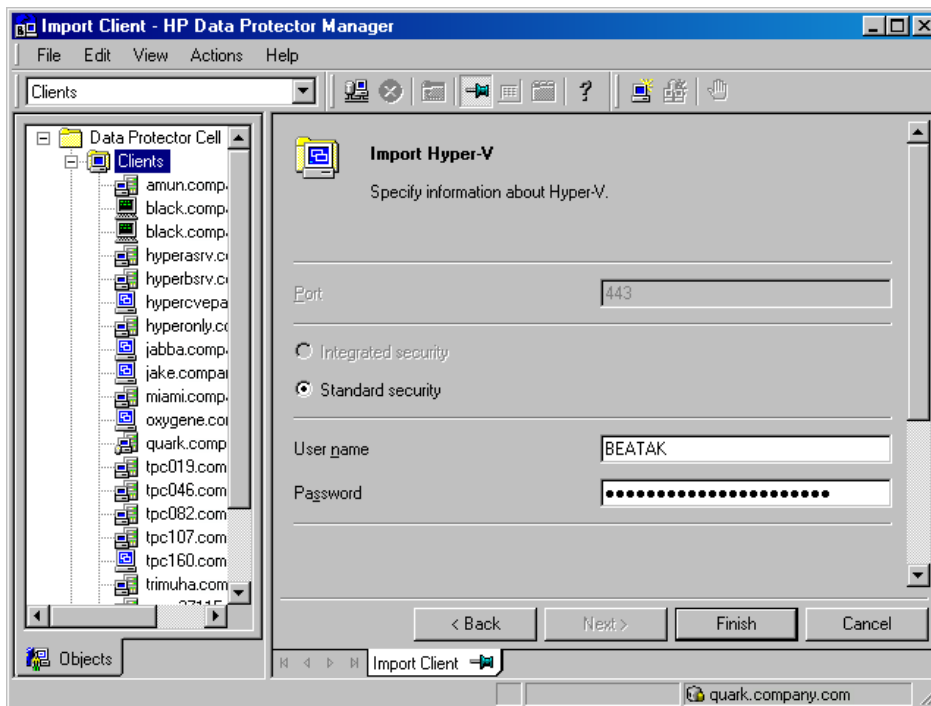 Import Client - HP Data Protector Manager
File Edit View Actions Help
Clients
Data Protector Cell
Clients
amun.comp
black.comp
black.comp
hyperasrv.c
hyperbsrv.c
hypercvepa
hyperonly.c
jabba.comp
jake.compar
miami.comp
oxygene.co
quark.comp
tpc019.com
tpc046.com
tpc082.com
tpc107.com
tpc160.com
trimuha.com
Objects
Import Hyper-V
Specify information about Hyper-V.
Port 443
Integrated security
Standard security
User name BEATAK
Password ••••••••••••••••••••••
< Back Next > Finish Cancel
Import Client
quark.company.com